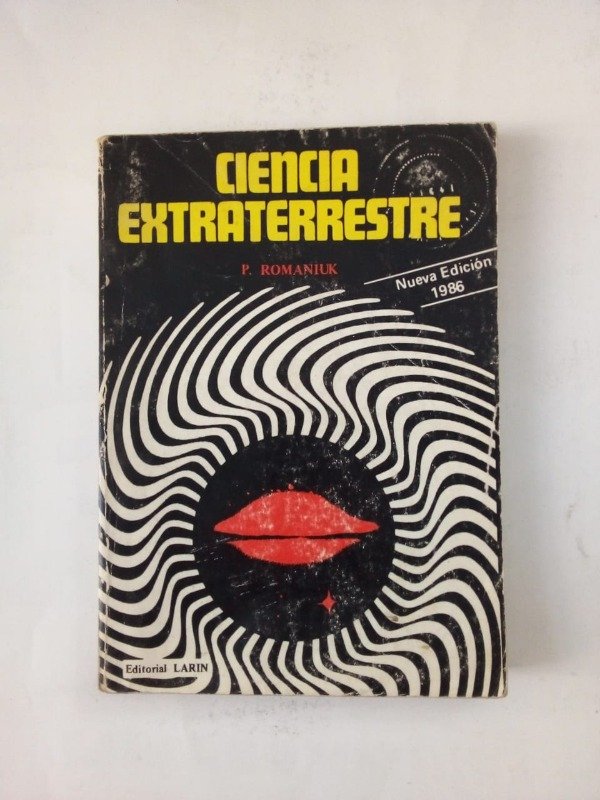 CIENCIA
EXTRATERRESTRE
P. ROMANIUK
Nueva Edición
1986
Editorial LARIN